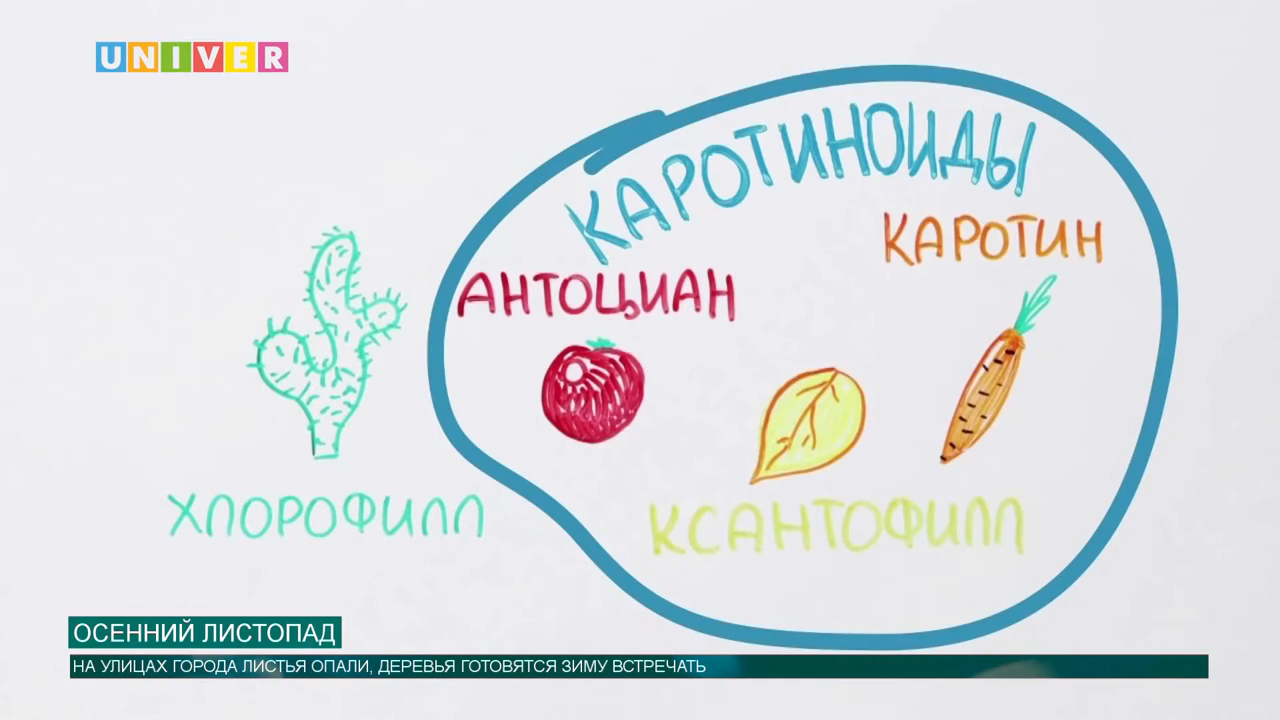 UNIVER
КАРОТИНОИДЫ
КАРОТИН
АНТОЦИАН
ХЛОРОФИЛЛ
КСАНТОФИЛЛ
ОСЕННИЙ ЛИСТОПАД
НА УЛИЦАХ ГОРОДА ЛИСТЬЯ ОПАЛИ, ДЕРЕВЬЯ ГОТОВЯТСЯ ЗИМУ ВСТРЕЧАТЬ